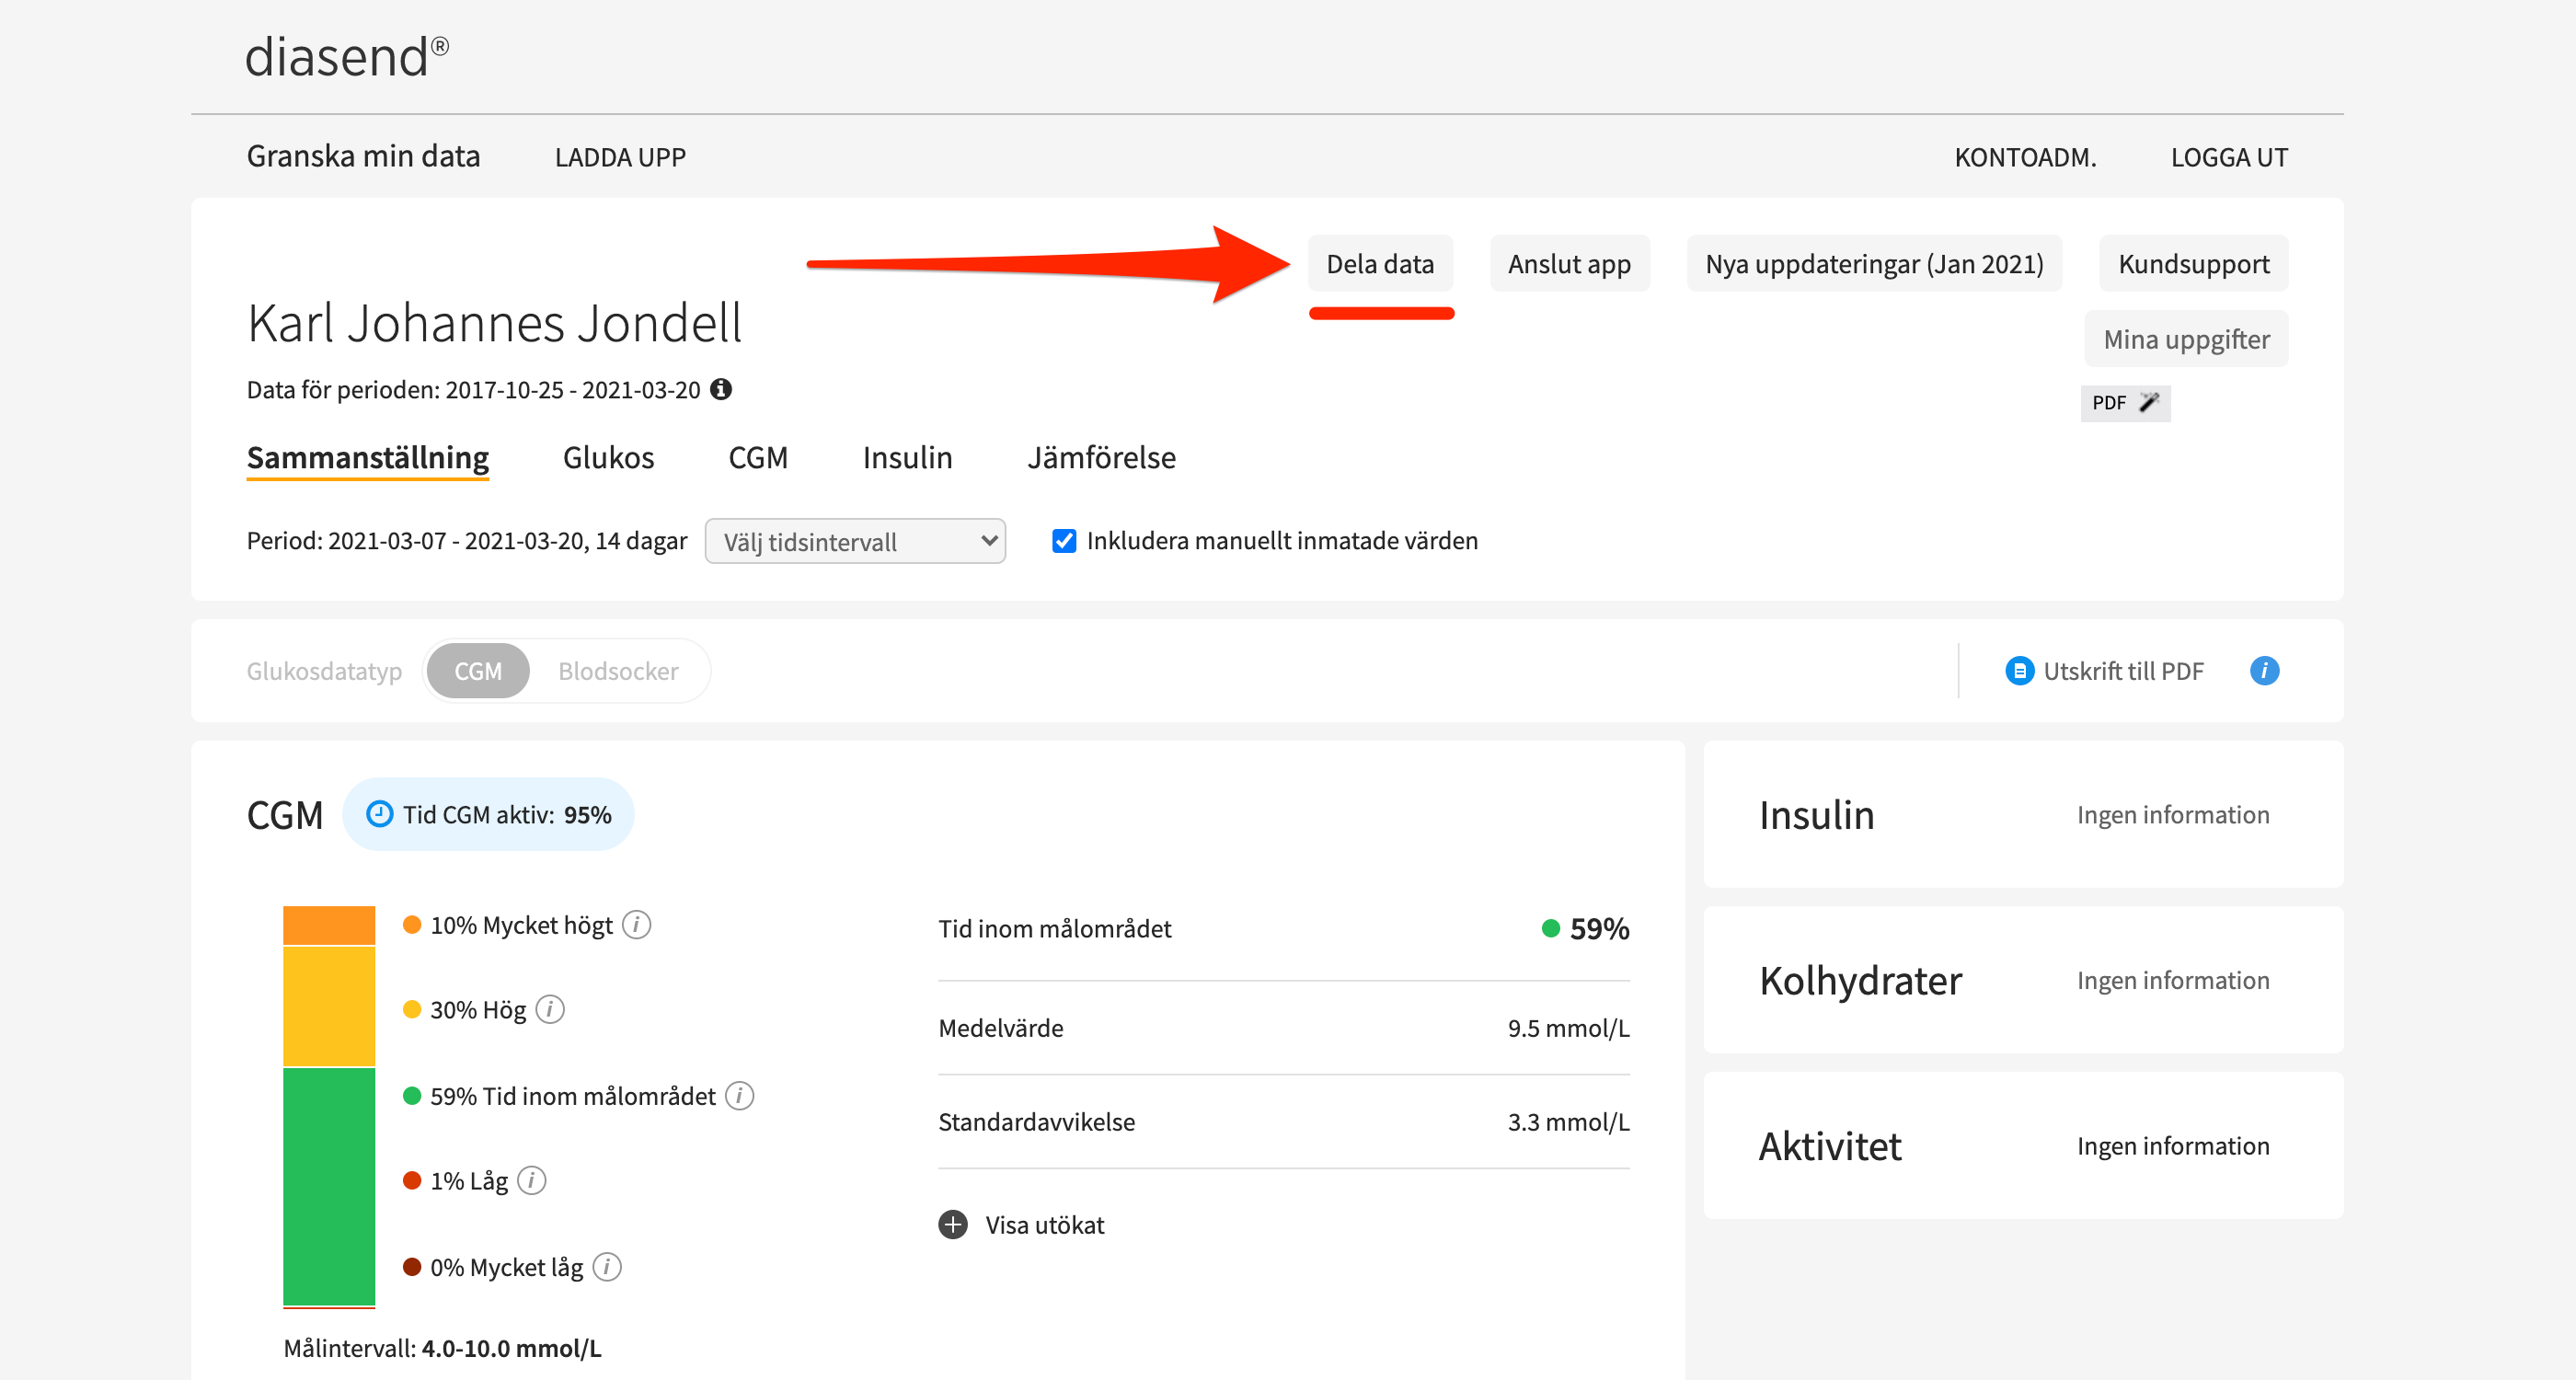 diasend®
Granska min data LADDA UPP KONTOADM. LOGGA UT
Dela data Anslut app Nya uppdateringar (Jan 2021) Kundsupport
Karl Johannes Jondell
Mina uppgifter
Data för perioden: 2017-10-25 - 2021-03-20
PDF
Sammanställning Glukos CGM Insulin Jämförelse
Period: 2021-03-07 - 2021-03-20, 14 dagar Välj tidsintervall Inkludera manuellt inmatade värden
Glukosdatatyp CGM Blodsocker Utskrift till PDF
CGM Tid CGM aktiv: 95%
10% Mycket högt
30% Hög
59% Tid inom målområdet
1% Låg
0% Mycket låg
Målintervall: 4.0-10.0 mmol/L
Tid inom målområdet 59%
Medelvärde 9.5 mmol/L
Standardavvikelse 3.3 mmol/L
Visa utökat
Insulin Ingen information
Kolhydrater Ingen information
Aktivitet Ingen information